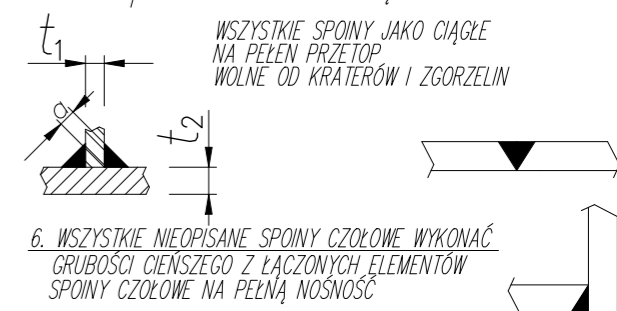 t1
WSZYSTKIE SPOINY JAKO CIĄGŁE
NA PEŁEN PRZETOP
WOLNE OD KRATERÓW I ZGORZELIN
a
t2
6. WSZYSTKIE NIEOPISANE SPOINY CZOŁOWE WYKONAĆ
GRUBOŚCI CIEŃSZEGO Z ŁĄCZONYCH ELEMENTÓW
SPOINY CZOŁOWE NA PEŁNĄ NOŚNOŚĆ